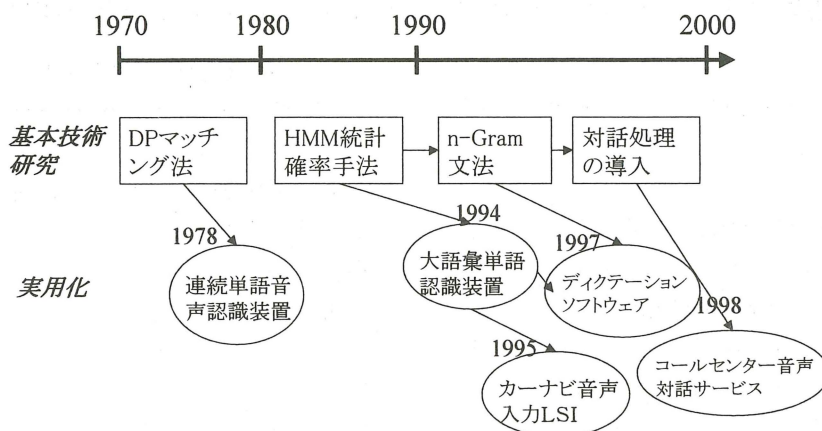 1970 1980 1990 2000
基本技術
研究
DPマッチ
ング法
HMM統計
確率手法
n-Gram
文法
対話処理
の導入
実用化
1978
連続単語音
声認識装置
1994
大語彙単語
認識装置
1997
ディクテーション
ソフトウェア
1995
カーナビ音声
入力LSI
1998
コールセンター音声
対話サービス